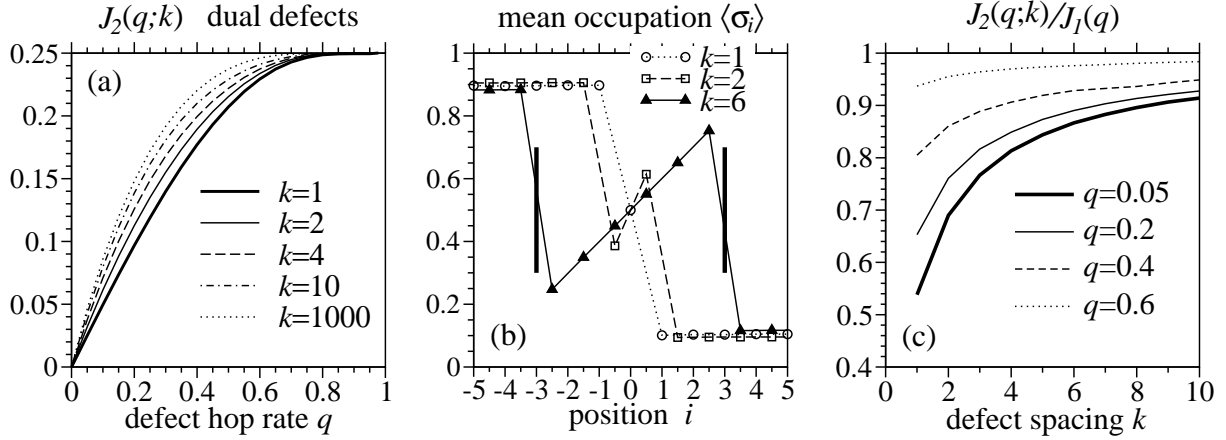 J₂(q;k) dual defects
0.25
0.2
0.15
0.1
0.05
0
(a)
k=1
k=2
k=4
k=10
k=1000
0 0.2 0.4 0.6 0.8 1
defect hop rate q
mean occupation ⟨σᵢ⟩
1
0.8
0.6
0.4
0.2
0
k=1
k=2
k=6
(b)
-5 -4 -3 -2 -1 0 1 2 3 4 5
position i
J₂(q;k)/J₁(q)
1
0.9
0.8
0.7
0.6
0.5
0.4
q=0.05
q=0.2
q=0.4
q=0.6
(c)
2 4 6 8 10
defect spacing k